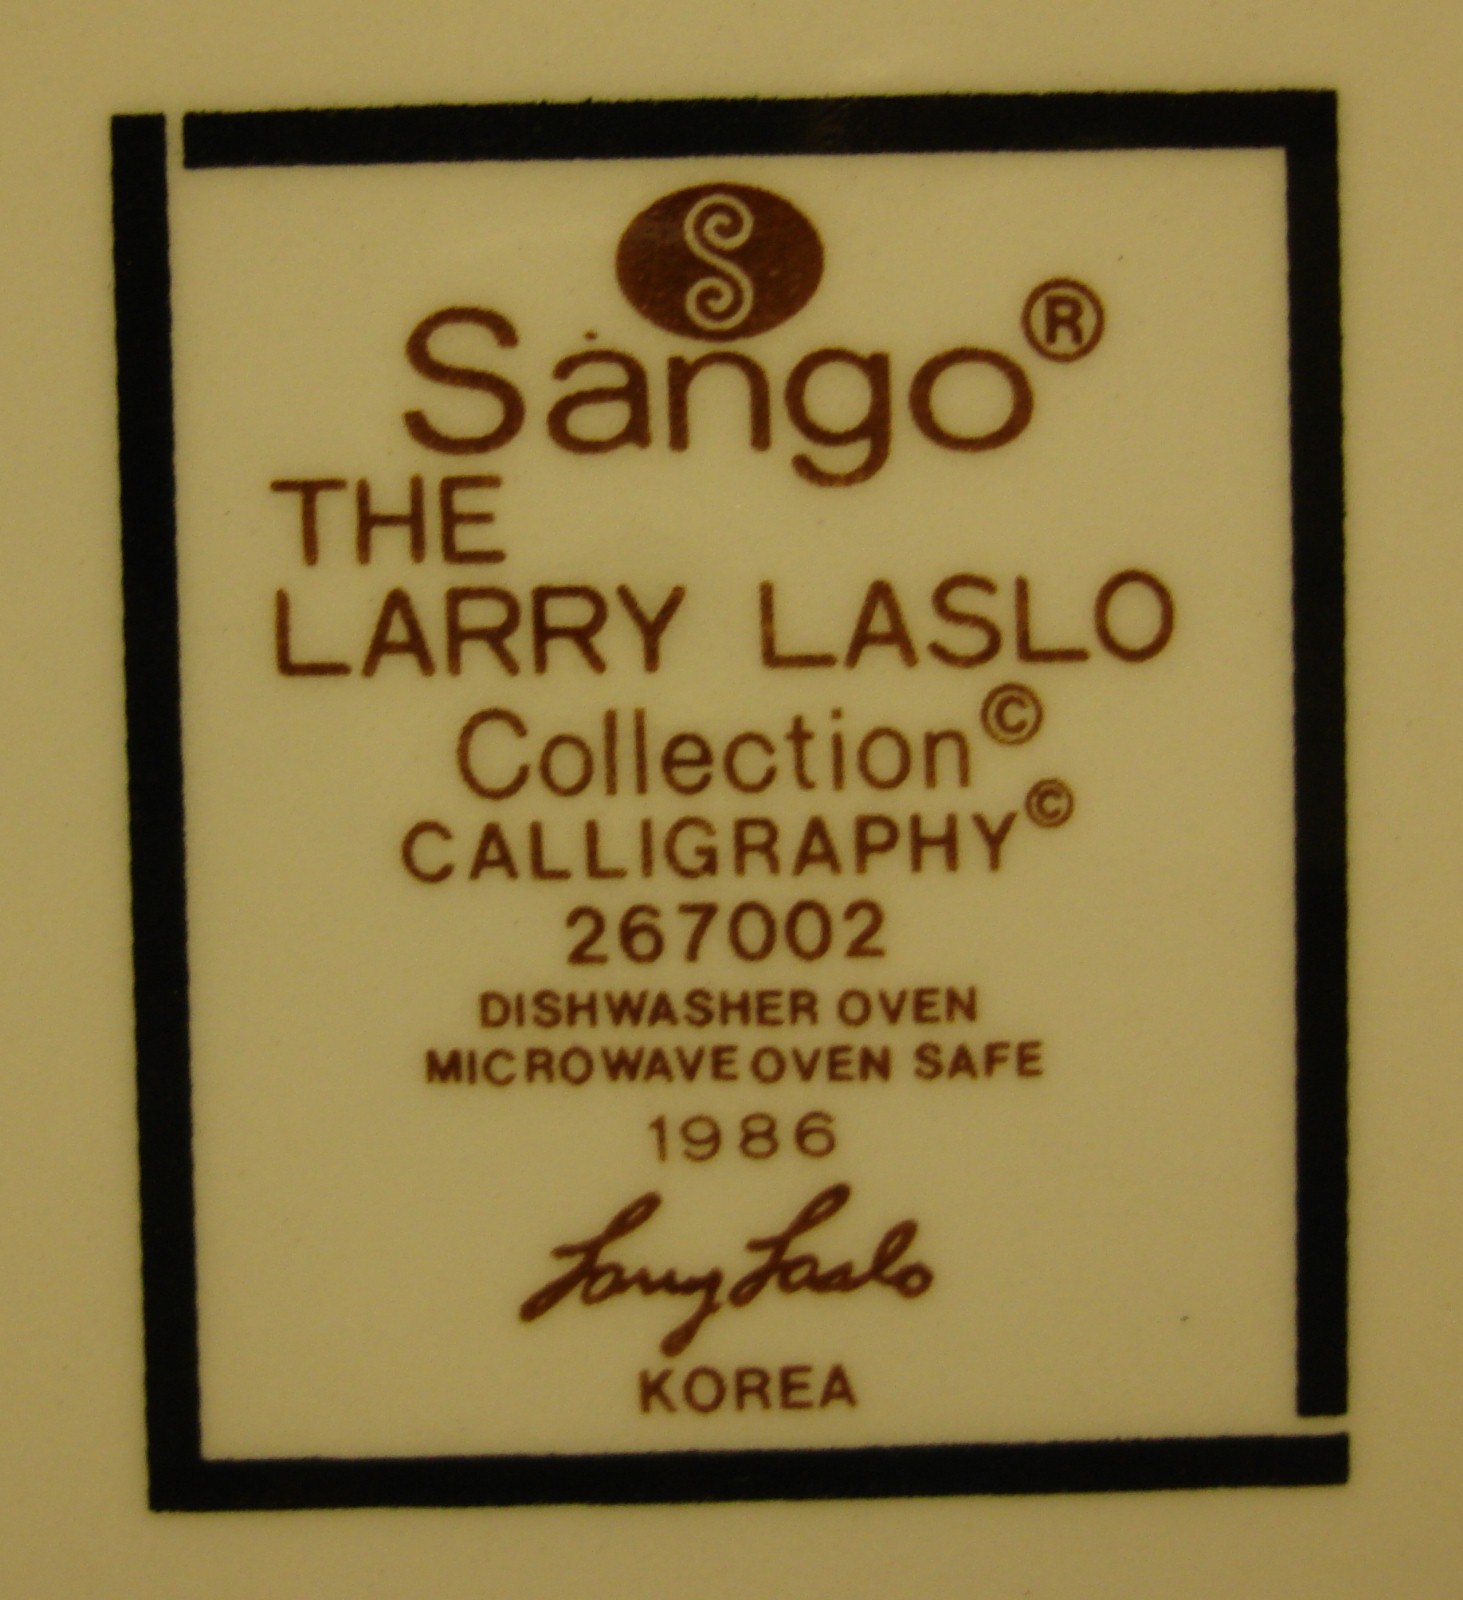 S
Sango®
THE
LARRY LASLO
Collection©
CALLIGRAPHY©
267002
DISHWASHER OVEN
MICROWAVE OVEN SAFE
1986
Larry Laslo
KOREA